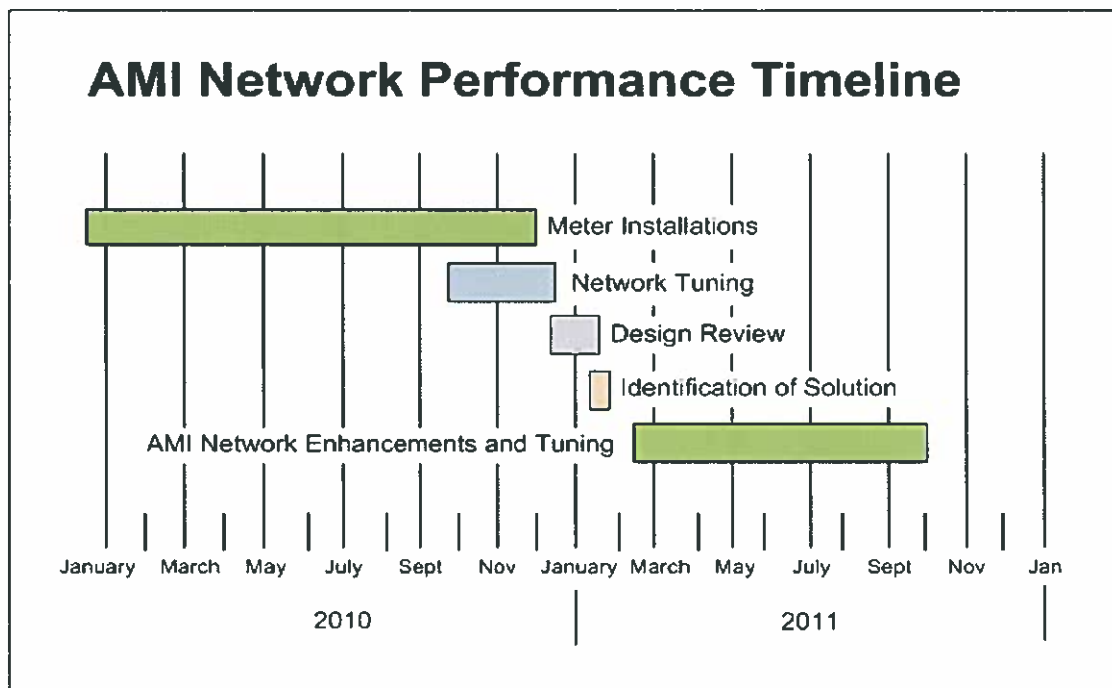 AMI Network Performance Timeline
Meter Installations
Network Tuning
Design Review
Identification of Solution
AMI Network Enhancements and Tuning
January March May July Sept Nov January March May July Sept Nov Jan
2010 2011